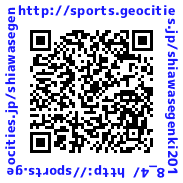 http://sports.geocitie
s.jp/shiawasegenki201
8_4/ http://sports.ge
ocities.jp/shiawasegen